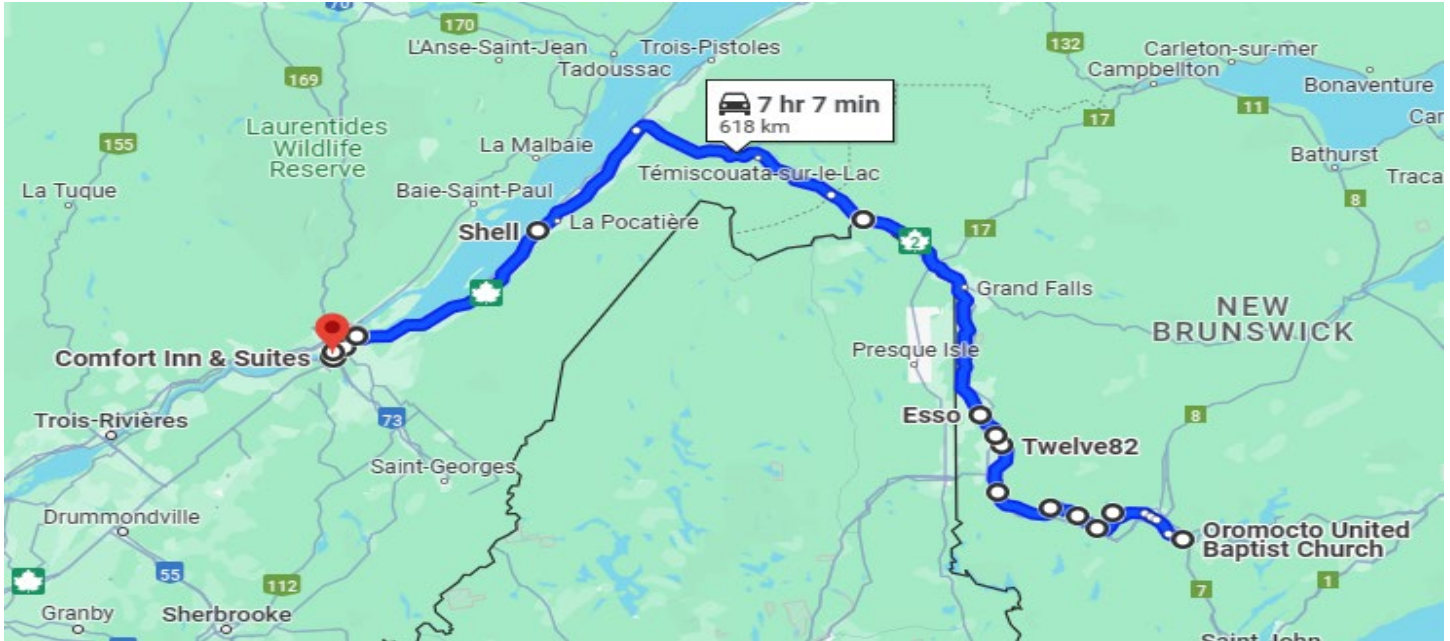 170
L'Anse-Saint-Jean
Trois-Pistoles
Tadoussac
132
Carleton-sur-mer
Campbellton
Bonaventure
169
7 hr 7 min
618 km
11
17
Laurentides
Wildlife
Reserve
155
La Malbaie
Bathurst
Témiscouata-sur-le-Lac
La Tuque
Baie-Saint-Paul
8
Shell
La Pocatière
17
2
Grand Falls
NEW
BRUNSWICK
Presque Isle
Comfort Inn & Suites
Trois-Rivières
73
Esso
8
Twelve82
Saint-Georges
Drummondville
Oromocto United
Baptist Church
55
112
1
7
Granby
Sherbrooke
Saint John